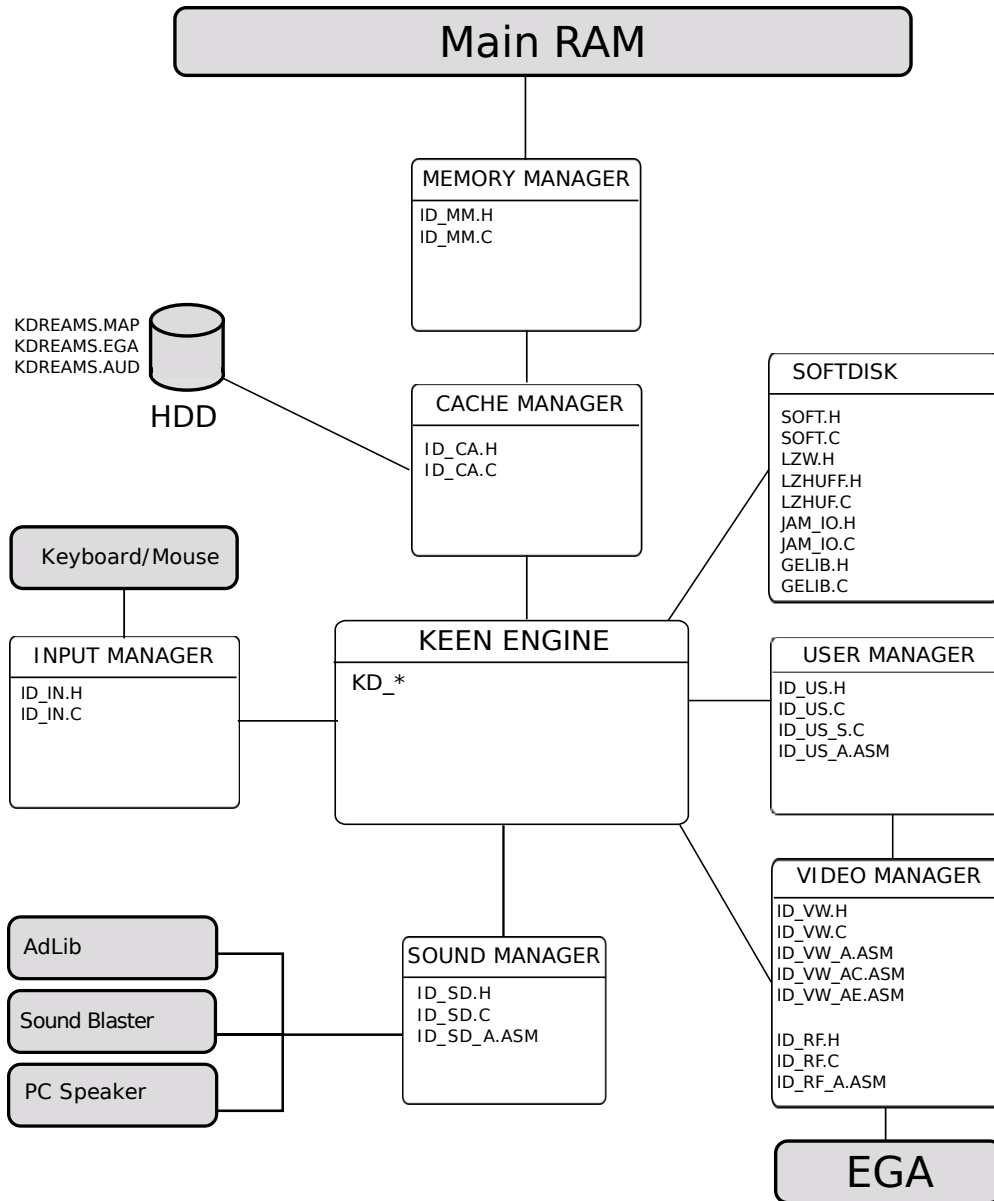 Main RAM
MEMORY MANAGER
ID_MM.H
ID_MM.C
KDREAMS.MAP
KDREAMS.EGA
KDREAMS.AUD
HDD
CACHE MANAGER
ID_CA.H
ID_CA.C
SOFTDISK
SOFT.H
SOFT.C
LZW.H
LZHUFF.H
LZHUF.C
JAM_IO.H
JAM_IO.C
GELIB.H
GELIB.C
Keyboard/Mouse
INPUT MANAGER
ID_IN.H
ID_IN.C
KEEN ENGINE
KD_*
USER MANAGER
ID_US.H
ID_US.C
ID_US_S.C
ID_US_A.ASM
VIDEO MANAGER
ID_VW.H
ID_VW.C
ID_VW_A.ASM
ID_VW_AC.ASM
ID_VW_AE.ASM
ID_RF.H
ID_RF.C
ID_RF_A.ASM
AdLib
Sound Blaster
PC Speaker
SOUND MANAGER
ID_SD.H
ID_SD.C
ID_SD_A.ASM
EGA